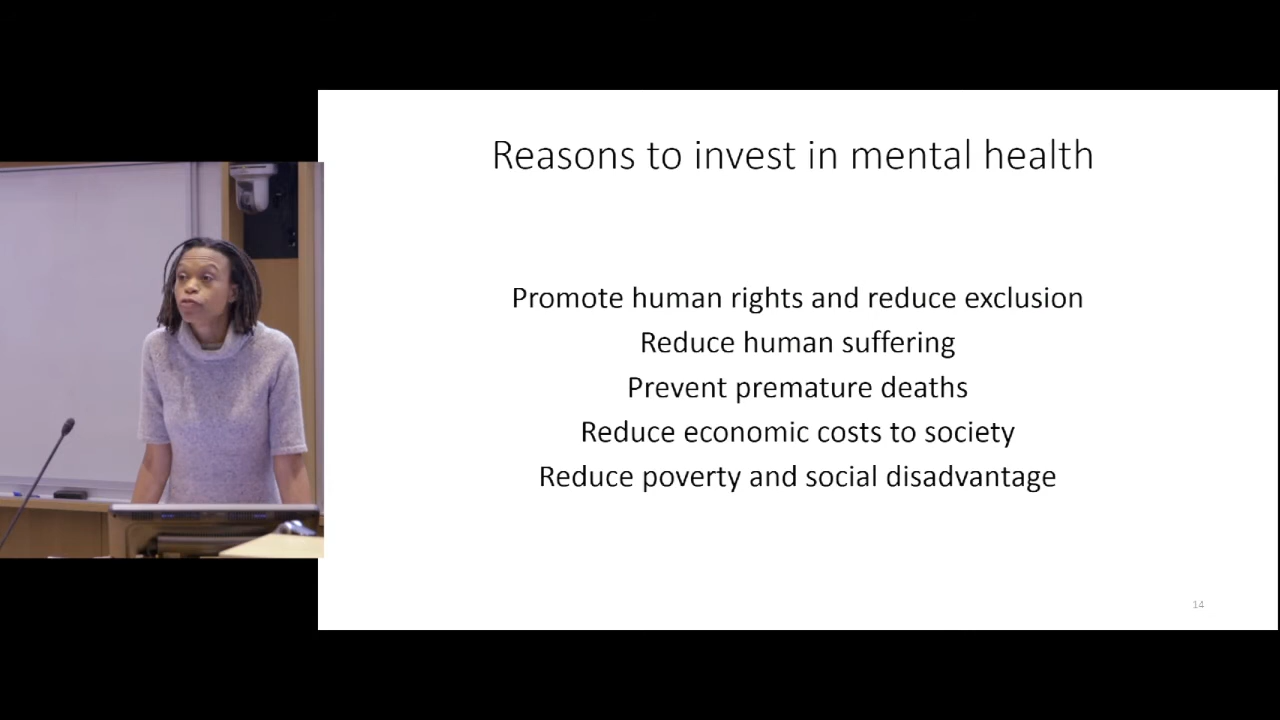 Reasons to invest in mental health
Promote human rights and reduce exclusion
Reduce human suffering
Prevent premature deaths
Reduce economic costs to society
Reduce poverty and social disadvantage
14